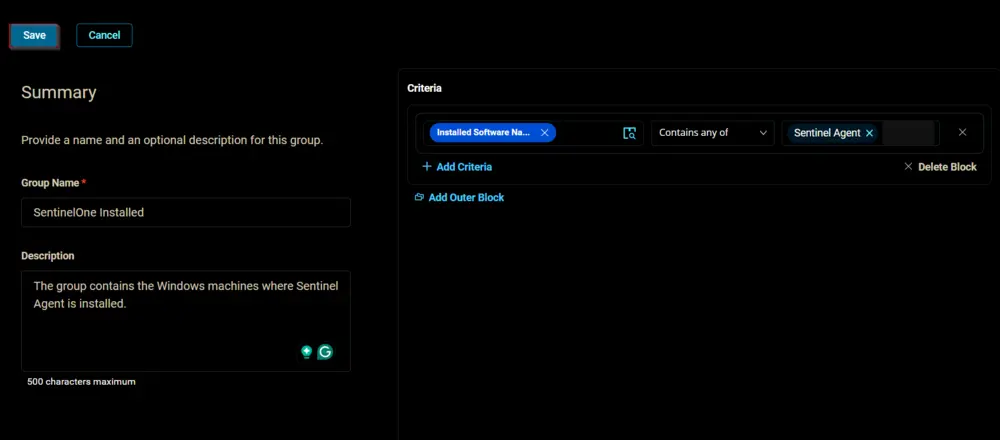 Save
Cancel
Summary
Provide a name and an optional description for this group.
Group Name *
SentinelOne Installed
Description
The group contains the Windows machines where Sentinel
Agent is installed.
500 characters maximum
Criteria
Installed Software Na...
Contains any of
Sentinel Agent
Add Criteria
Delete Block
Add Outer Block